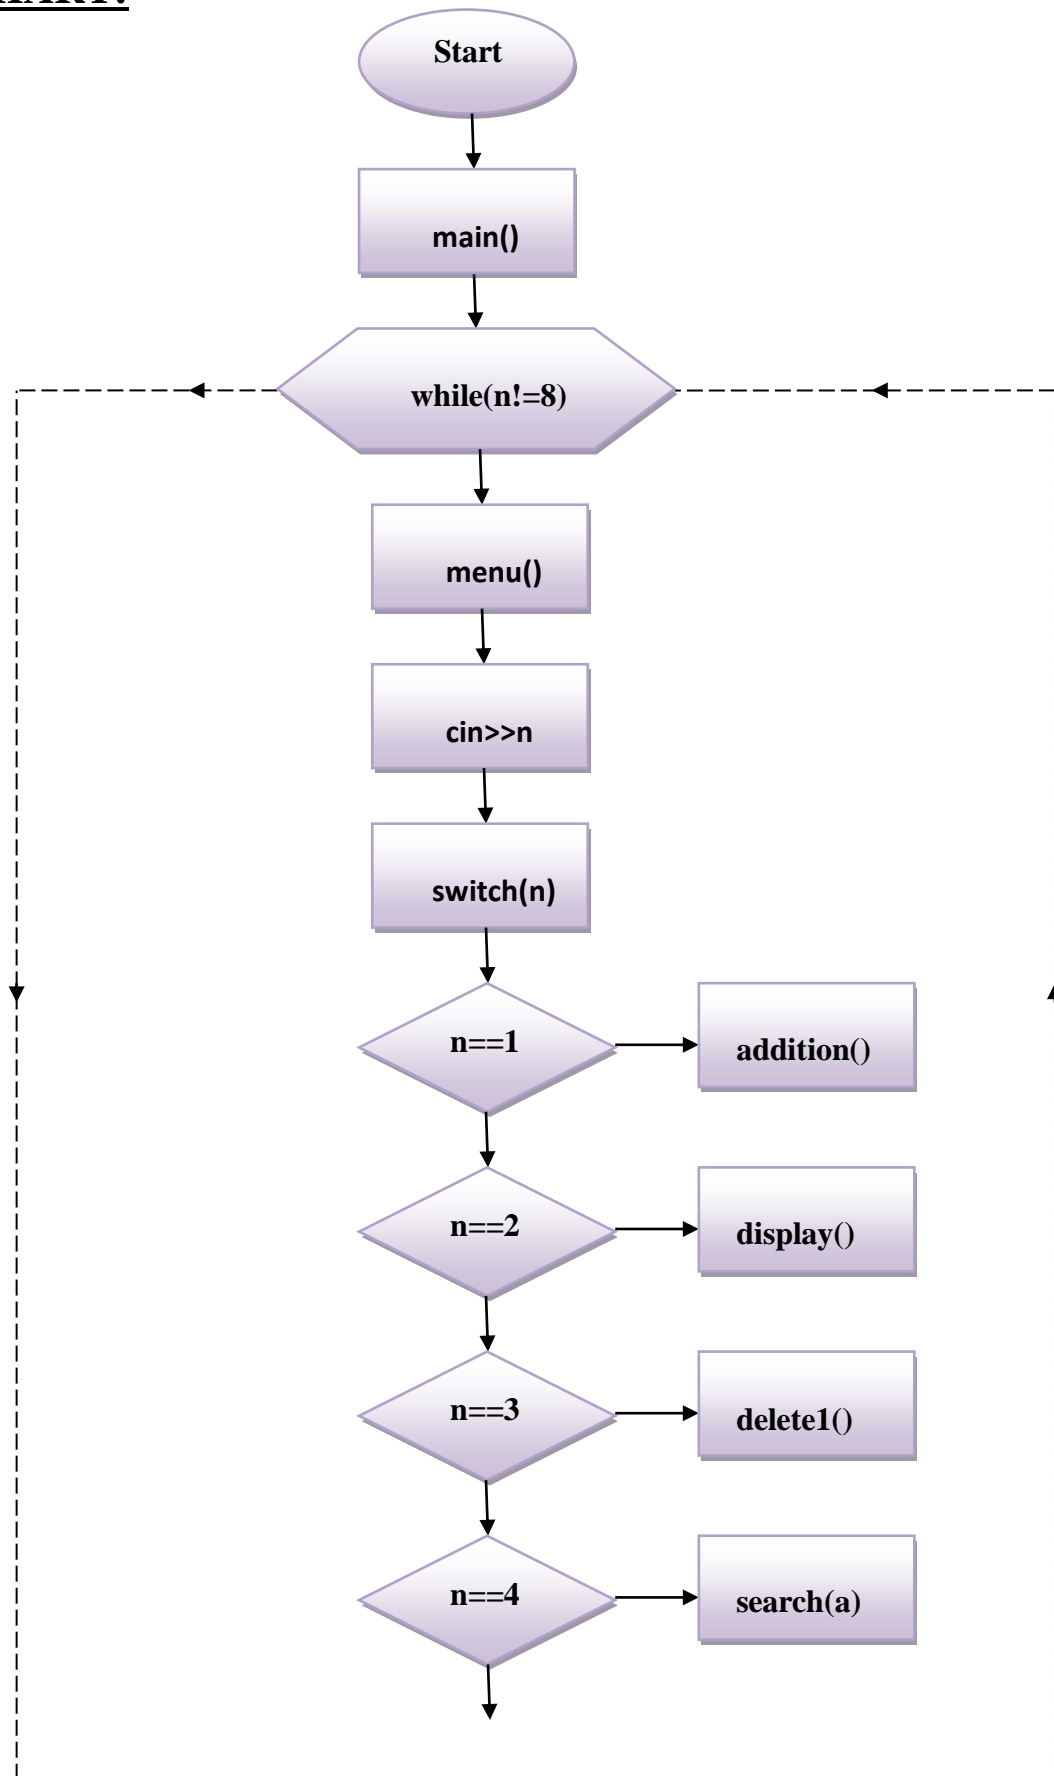 Start
main()
while(n!=8)
menu()
cin>>n
switch(n)
n==1
addition()
n==2
display()
n==3
delete1()
n==4
search(a)